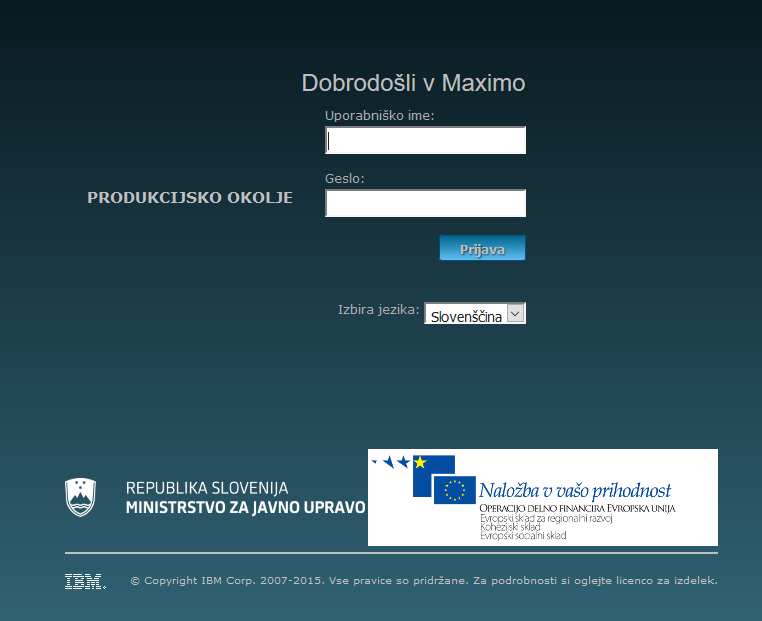 Dobrodošli v Maximo
Uporabniško ime:
Geslo:
PRODUKCIJSKO OKOLJE
Prijava
Izbira jezika: Slovenščina
REPUBLIKA SLOVENIJA
MINISTRSTVO ZA JAVNO UPRAVO
Naložba v vašo prihodnost
OPERACIJO DELNO FINANCIRA EVROPSKA UNIJA
Evropski sklad za regionalni razvoj
Kohezijski sklad
Evropski socialni sklad
IBM. © Copyright IBM Corp. 2007-2015. Vse pravice so pridržane. Za podrobnosti si oglejte licenco za izdelek.